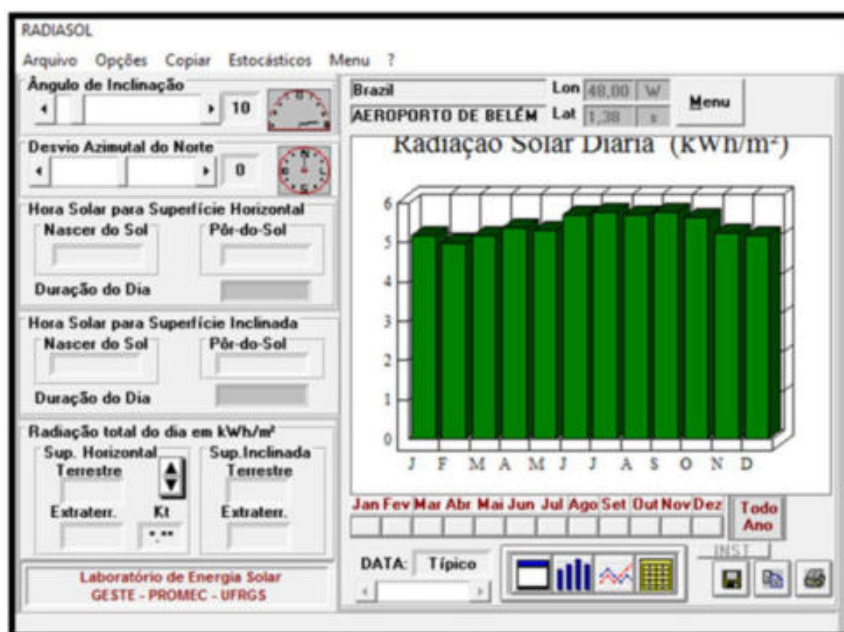 RADIASOL
Arquivo Opções Copiar Estocásticos Menu ?
Ângulo de Inclinação
10
Desvio Azimutal do Norte
0
Hora Solar para Superfície Horizontal
Nascer do Sol Pôr-do-Sol
Duração do Dia
Hora Solar para Superfície Inclinada
Nascer do Sol Pôr-do-Sol
Duração do Dia
Radiação total do dia em kWh/m²
Sup. Horizontal Sup.Inclinada
Terrestre Terrestre
Extraterr. Kt Extraterr.
*.**
Laboratório de Energia Solar
GESTE - PROMEC - UFRGS
Brazil Lon 48,00 W
AEROPORTO DE BELÉM Lat 1,38 s
Menu
Radiação Solar Diária (kWh/m²)
6
5
4
3
2
1
0
J F M A M J J A S O N D
Jan Fev Mar Abr Mai Jun Jul Ago Set Out Nov Dez
Todo
Ano
DATA: Típico
INST